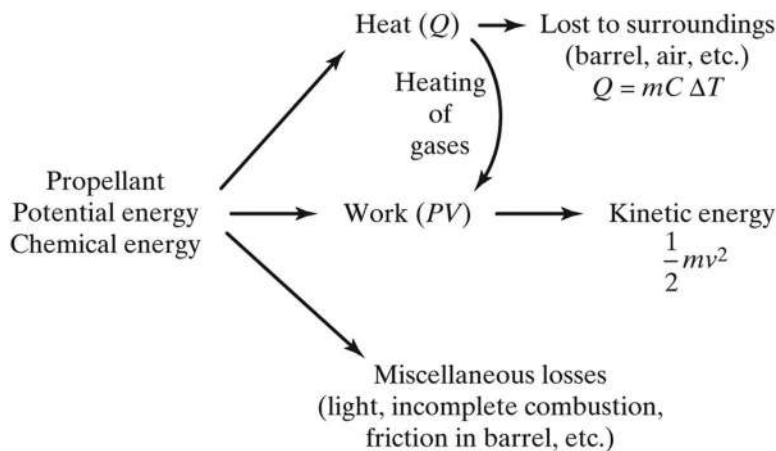 Heat (Q)
Lost to surroundings
(barrel, air, etc.)
Q = mC ΔT
Heating
of
gases
Propellant
Potential energy
Chemical energy
Work (PV)
Kinetic energy
1/2 mv²
Miscellaneous losses
(light, incomplete combustion,
friction in barrel, etc.)